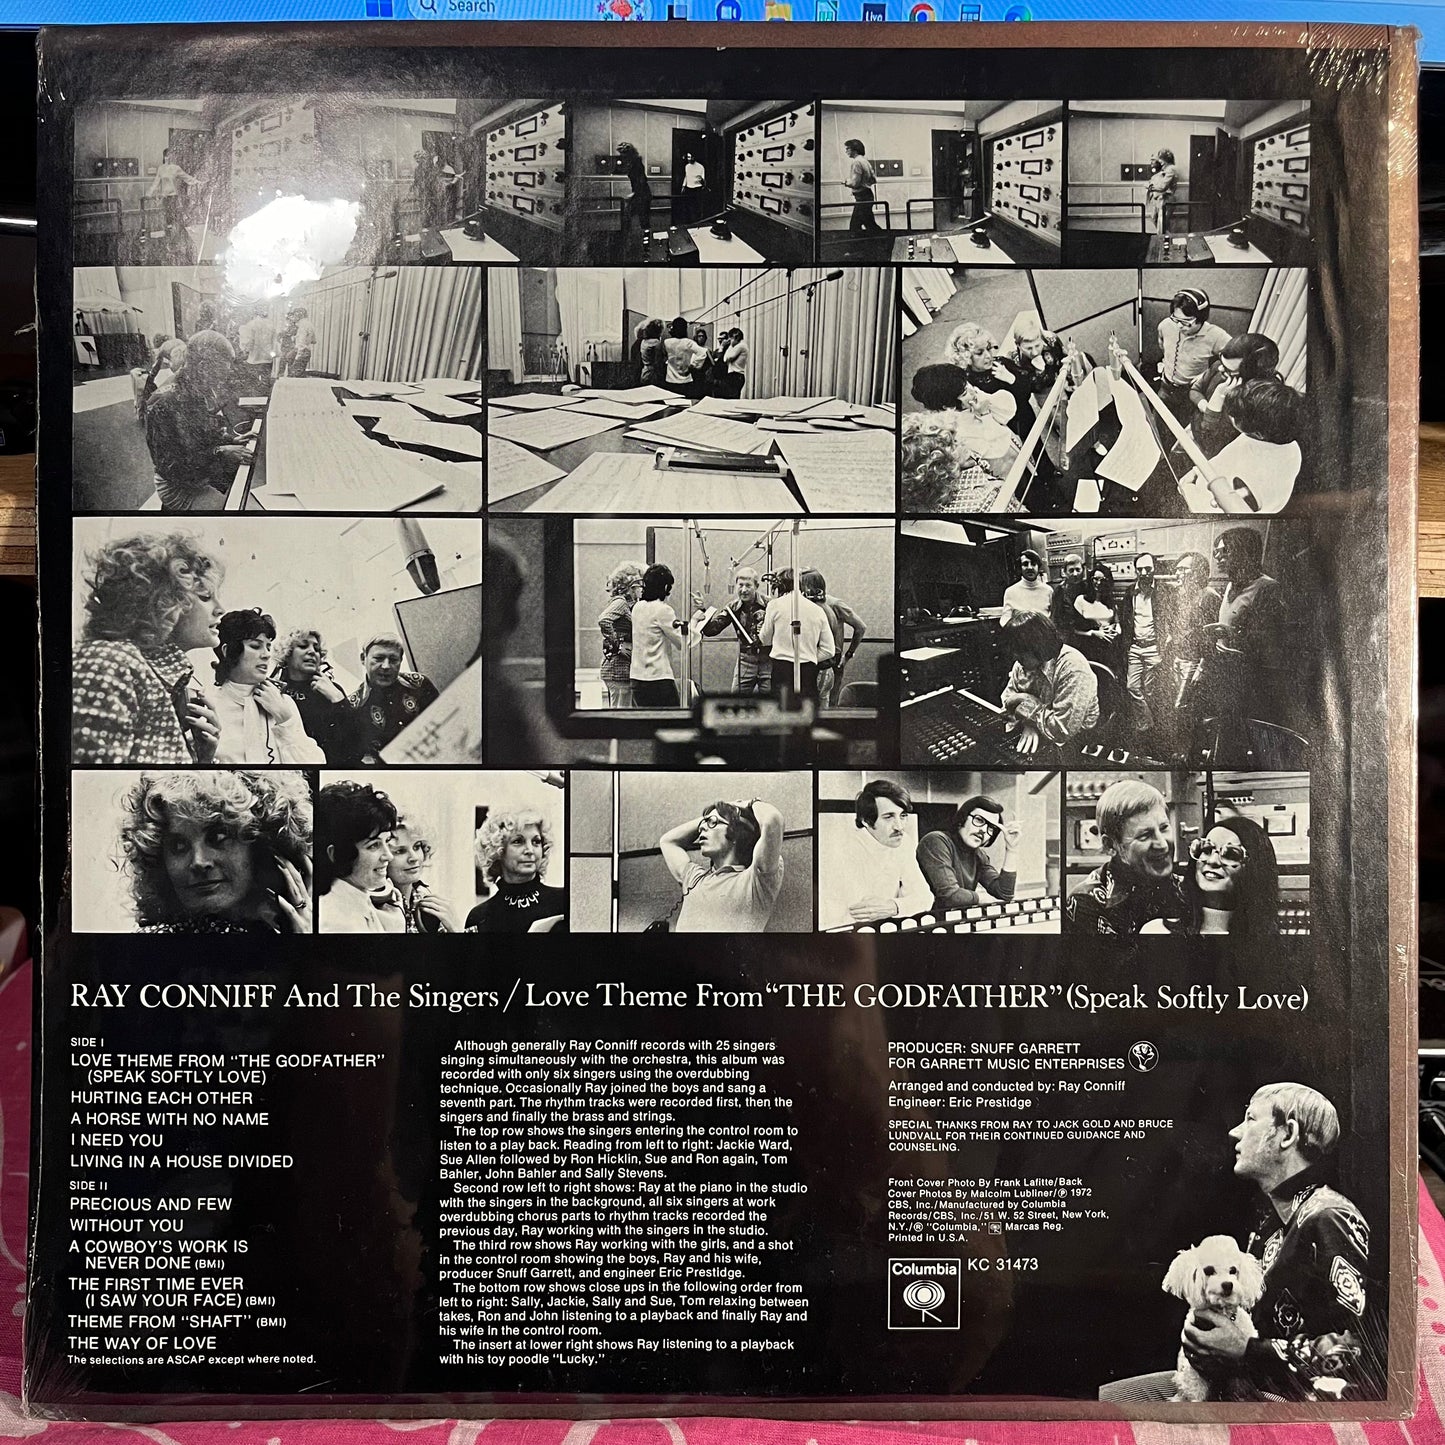 Search
Live
RAY CONNIFF And The Singers/Love Theme From "THE GODFATHER" (Speak Softly Love)
SIDE I
LOVE THEME FROM "THE GODFATHER"
(SPEAK SOFTLY LOVE)
HURTING EACH OTHER
A HORSE WITH NO NAME
I NEED YOU
LIVING IN A HOUSE DIVIDED
SIDE II
PRECIOUS AND FEW
WITHOUT YOU
A COWBOY'S WORK IS
NEVER DONE (BMI)
THE FIRST TIME EVER
(I SAW YOUR FACE) (BMI)
THEME FROM "SHAFT" (BMI)
THE WAY OF LOVE
The selections are ASCAP except where noted.
Although generally Ray Conniff records with 25 singers
singing simultaneously with the orchestra, this album was
recorded with only six singers using the overdubbing
technique. Occasionally Ray joined the boys and sang a
seventh part. The rhythm tracks were recorded first, then the
singers and finally the brass and strings.
The top row shows the singers entering the control room to
listen to a play back. Reading from left to right: Jackie Ward,
Sue Allen followed by Ron Hicklin, Sue and Ron again, Tom
Bahler, John Bahler and Sally Stevens.
Second row left to right shows: Ray at the piano in the studio
with the singers in the background, all six singers at work
overdubbing chorus parts to rhythm tracks recorded the
previous day, Ray working with the singers in the studio.
The third row shows Ray working with the girls, and a shot
in the control room showing the boys, Ray and his wife,
producer Snuff Garrett, and engineer Eric Prestidge.
The bottom row shows close ups in the following order from
left to right: Sally, Jackie, Sally and Sue, Tom relaxing between
takes, Ron and John listening to a playback and finally Ray and
his wife in the control room.
The insert at lower right shows Ray listening to a playback
with his toy poodle "Lucky."
PRODUCER: SNUFF GARRETT
FOR GARRETT MUSIC ENTERPRISES
Arranged and conducted by: Ray Conniff
Engineer: Eric Prestidge
SPECIAL THANKS FROM RAY TO JACK GOLD AND BRUCE
LUNDVALL FOR THEIR CONTINUED GUIDANCE AND
COUNSELING.
Front Cover Photo By Frank Lafitte/Back
Cover Photos By Malcolm Lubliner/℗ 1972
CBS, Inc./Manufactured by Columbia
Records/CBS, Inc./51 W. 52 Street, New York,
N.Y./® "Columbia," Marcas Reg.
Printed in U.S.A.
Columbia KC 31473